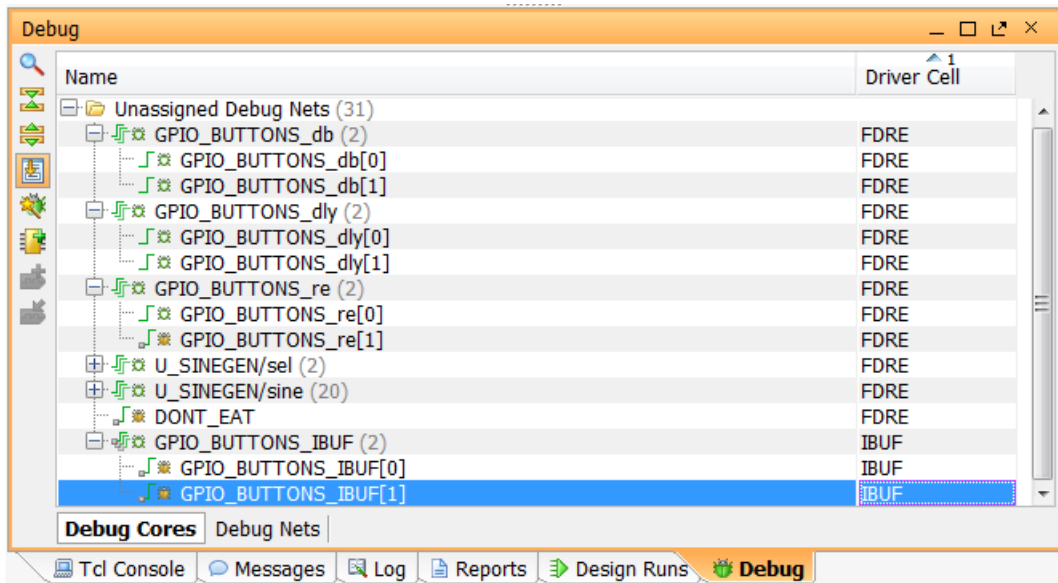 Debug
1
Name Driver Cell
Unassigned Debug Nets (31)
GPIO_BUTTONS_db (2) FDRE
GPIO_BUTTONS_db[0] FDRE
GPIO_BUTTONS_db[1] FDRE
GPIO_BUTTONS_dly (2) FDRE
GPIO_BUTTONS_dly[0] FDRE
GPIO_BUTTONS_dly[1] FDRE
GPIO_BUTTONS_re (2) FDRE
GPIO_BUTTONS_re[0] FDRE
GPIO_BUTTONS_re[1] FDRE
U_SINEGEN/sel (2) FDRE
U_SINEGEN/sine (20) FDRE
DONT_EAT FDRE
GPIO_BUTTONS_IBUF (2) IBUF
GPIO_BUTTONS_IBUF[0] IBUF
GPIO_BUTTONS_IBUF[1] IBUF
Debug Cores Debug Nets
Tcl Console Messages Log Reports Design Runs Debug